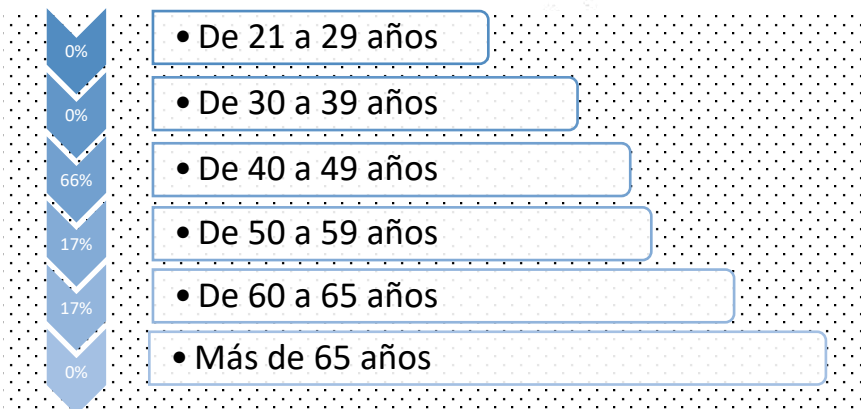 0%
• De 21 a 29 años
0%
• De 30 a 39 años
66%
• De 40 a 49 años
17%
• De 50 a 59 años
17%
• De 60 a 65 años
0%
• Más de 65 años